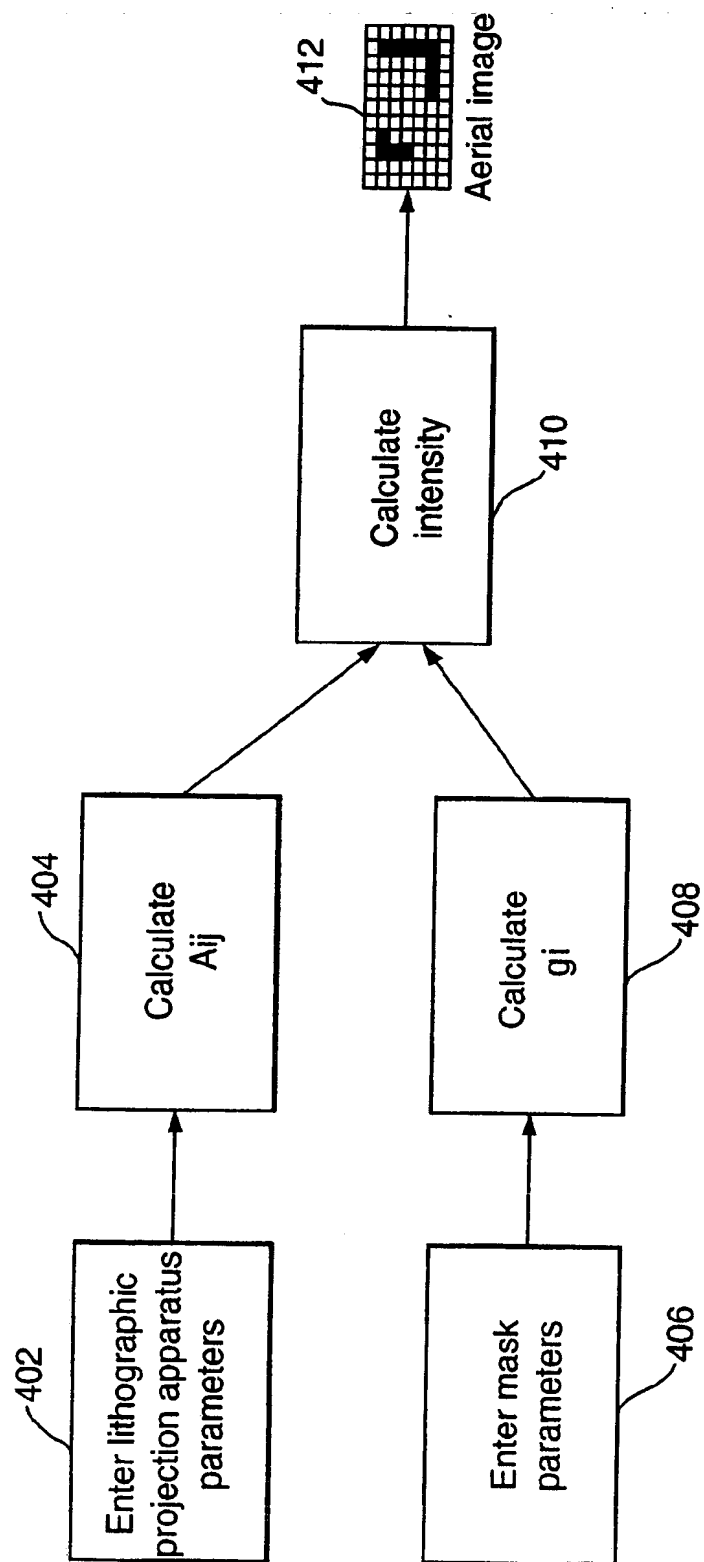 402
Enter lithographic
projection apparatus
parameters
404
Calculate
Aij
406
Enter mask
parameters
408
Calculate
gi
410
Calculate
intensity
412
Aerial image